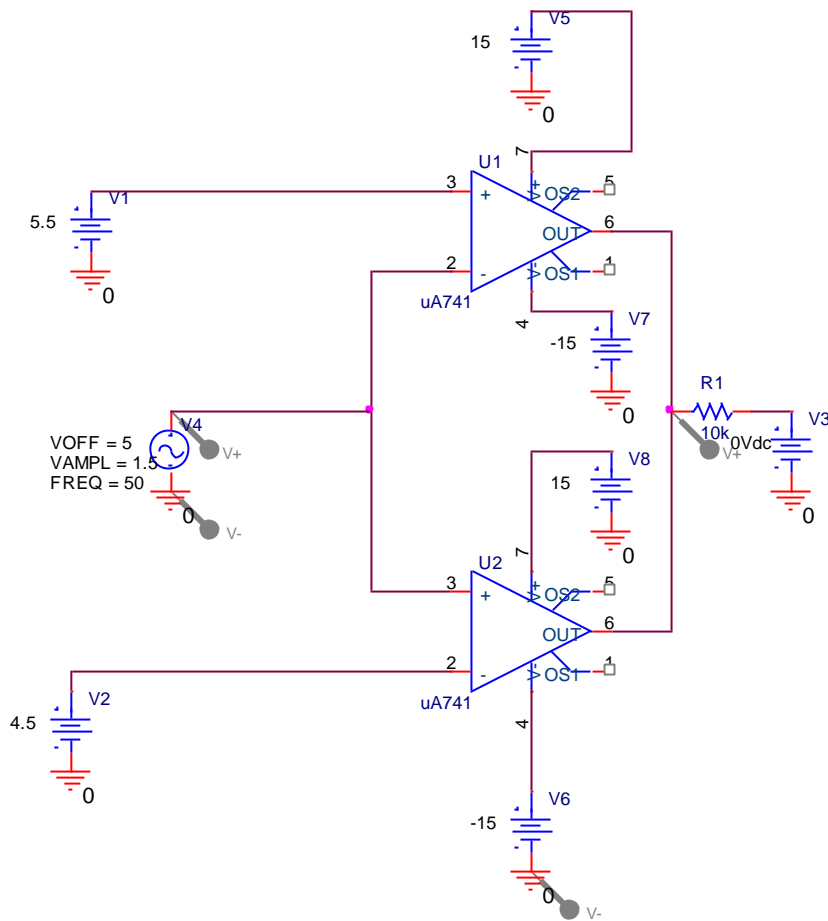 V5
15
0
7
U1
3
+
V+
OS2
5
V1
5.5
0
OUT
6
2
-
V-
OS1
1
uA741
4
V7
-15
0
R1
10k
V3
0Vdc
0
V4
VOFF = 5
VAMPL = 1.5
FREQ = 50
0
V+
V-
V+
V8
15
0
7
U2
3
+
V+
OS2
5
OUT
6
2
-
V-
OS1
1
uA741
4
V2
4.5
0
V6
-15
0
V-